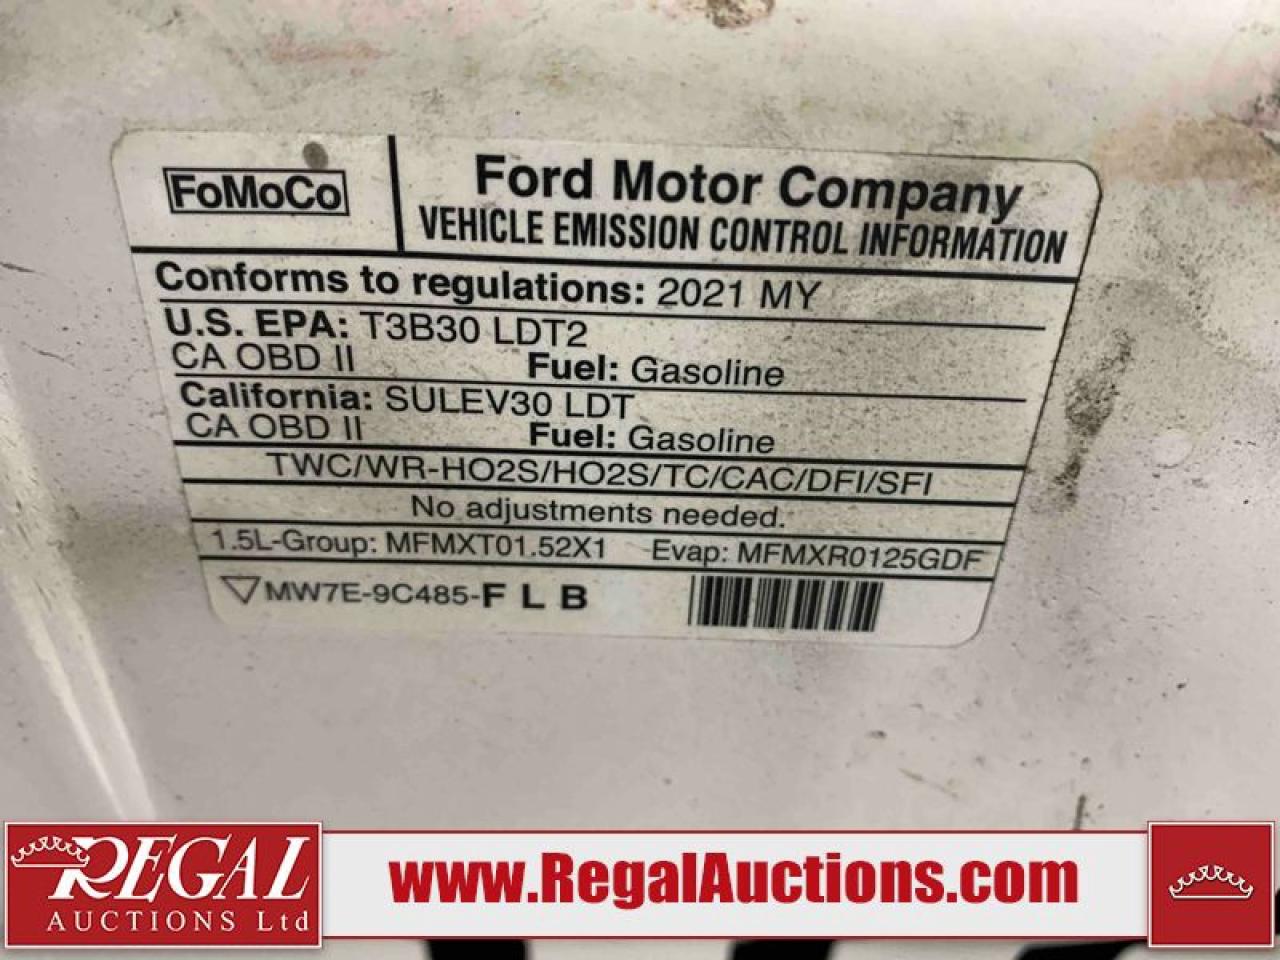 FoMoCo
Ford Motor Company
VEHICLE EMISSION CONTROL INFORMATION
Conforms to regulations: 2021 MY
U.S. EPA: T3B30 LDT2
CA OBD II Fuel: Gasoline
California: SULEV30 LDT
CA OBD II Fuel: Gasoline
TWC/WR-HO2S/HO2S/TC/CAC/DFI/SFI
No adjustments needed.
1.5L-Group: MFMXT01.52X1 Evap: MFMXR0125GDF
MW7E-9C485-F L B
REGAL
AUCTIONS Ltd
www.RegalAuctions.com